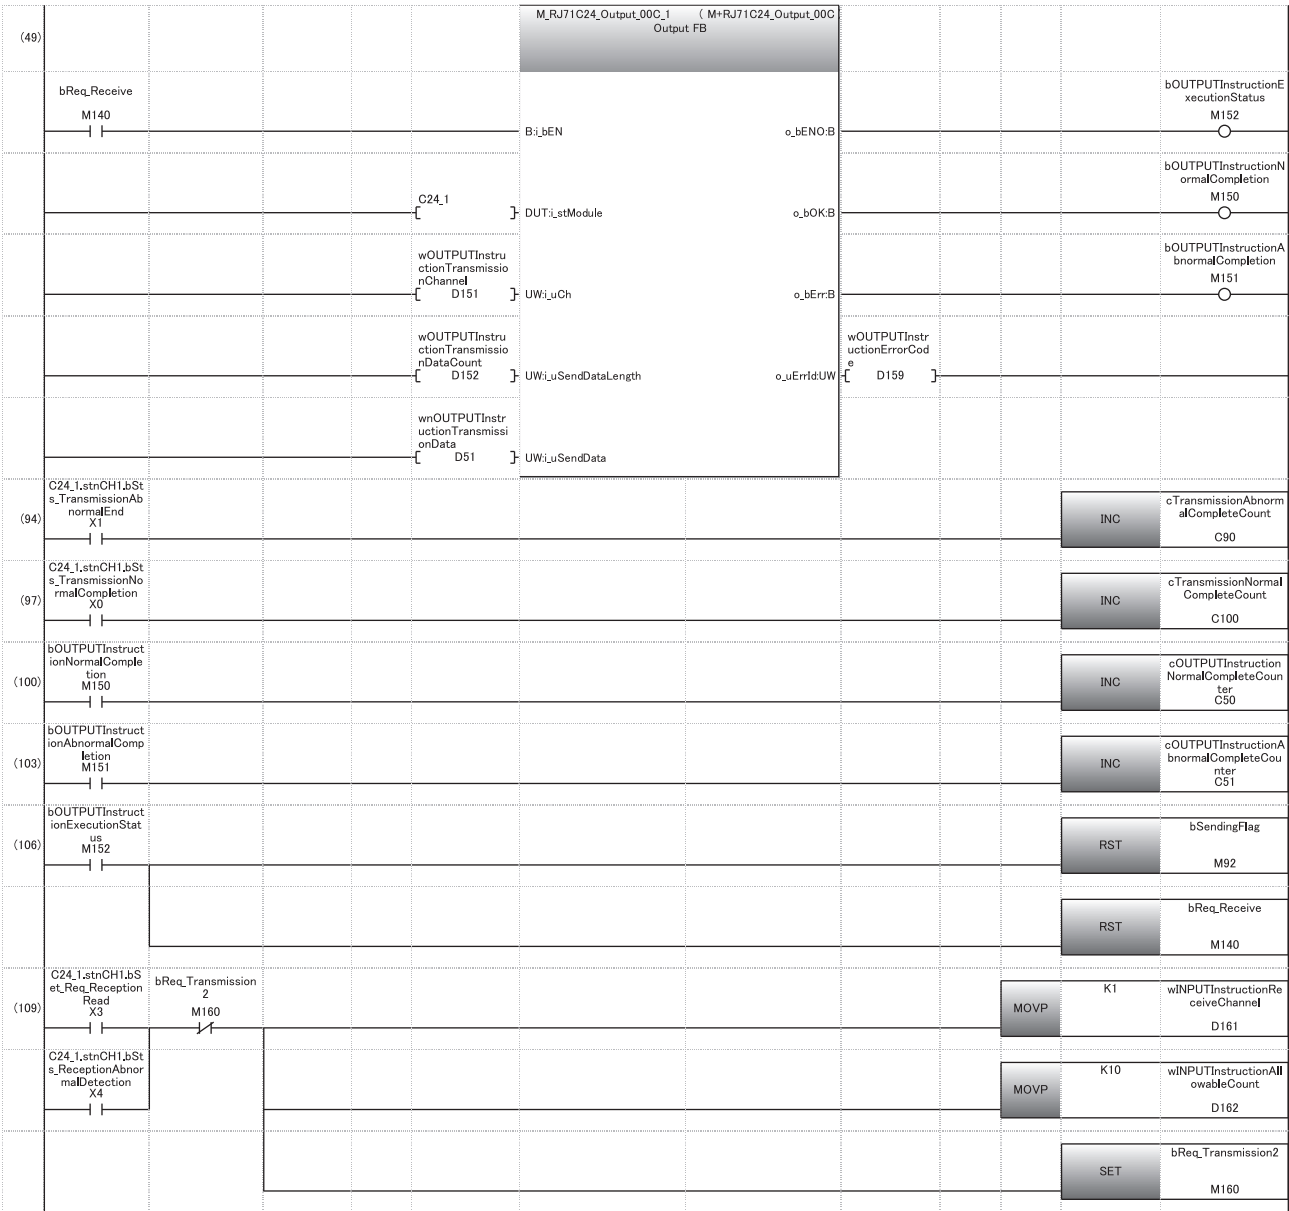 M_RJ71C24_Output_00C_1 ( M+RJ71C24_Output_00C
Output FB
(49)
bReq_Receive
M140
B:i_bEN
o_bENO:B
bOUTPUTInstructionE
xecutionStatus
M152
C24_1
DUT:i_stModule
o_bOK:B
bOUTPUTInstructionN
ormalCompletion
M150
wOUTPUTInstru
ctionTransmissio
nChannel
D151
UW:i_uCh
o_bErr:B
bOUTPUTInstructionA
bnormalCompletion
M151
wOUTPUTInstru
ctionTransmissio
nDataCount
D152
UW:i_uSendDataLength
o_uErrId:UW
wOUTPUTInstr
uctionErrorCod
e
D159
wnOUTPUTInstr
uctionTransmissi
onData
D51
UW:i_uSendData
(94)
C24_1.stnCH1.bSt
s_TransmissionAb
normalEnd
X1
INC
cTransmissionAbnorm
alCompleteCount
C90
(97)
C24_1.stnCH1.bSt
s_TransmissionNo
rmalCompletion
X0
INC
cTransmissionNormal
CompleteCount
C100
(100)
bOUTPUTInstruct
ionNormalComple
tion
M150
INC
cOUTPUTInstruction
NormalCompleteCoun
ter
C50
(103)
bOUTPUTInstruct
ionAbnormalComp
letion
M151
INC
cOUTPUTInstructionA
bnormalCompleteCou
nter
C51
(106)
bOUTPUTInstruct
ionExecutionStat
us
M152
RST
bSendingFlag
M92
RST
bReq_Receive
M140
(109)
C24_1.stnCH1.bS
et_Req_Reception
Read
X3
bReq_Transmission
2
M160
MOVP
K1
wINPUTInstructionRe
ceiveChannel
D161
C24_1.stnCH1.bSt
s_ReceptionAbnor
malDetection
X4
MOVP
K10
wINPUTInstructionAll
owableCount
D162
SET
bReq_Transmission2
M160